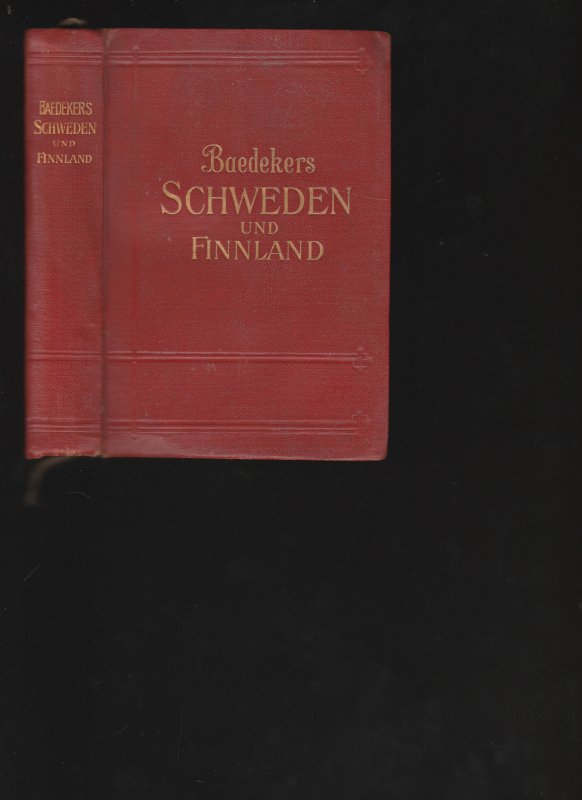 BAEDEKERS
SCHWEDEN
UND
FINNLAND
Baedekers
SCHWEDEN
UND
FINNLAND